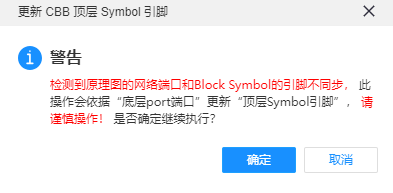 更新 CBB 顶层 Symbol 引脚
警告
检测到原理图的网络端口和Block Symbol的引脚不同步， 此
操作会依据“底层port端口”更新“顶层Symbol引脚”， 请
谨慎操作！ 是否确定继续执行？
确定
取消